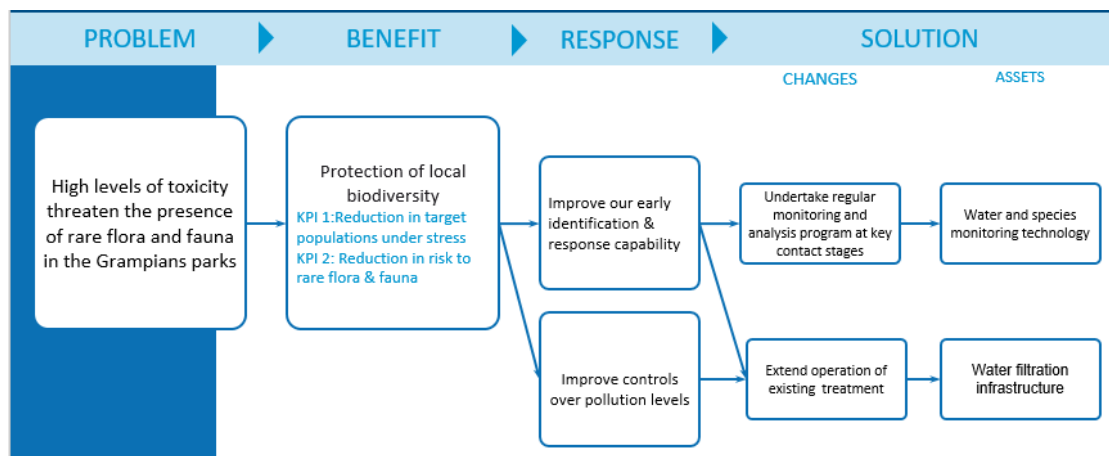 PROBLEM
BENEFIT
RESPONSE
SOLUTION
CHANGES
ASSETS
High levels of toxicity
threaten the presence
of rare flora and fauna
in the Grampians parks
Protection of local
biodiversity
KPI 1:Reduction in target
populations under stress
KPI 2: Reduction in risk to
rare flora & fauna
Improve our early
identification &
response capability
Undertake regular
monitoring and
analysis program at key
contact stages
Water and species
monitoring technology
Improve controls
over pollution levels
Extend operation of
existing treatment
Water filtration
infrastructure